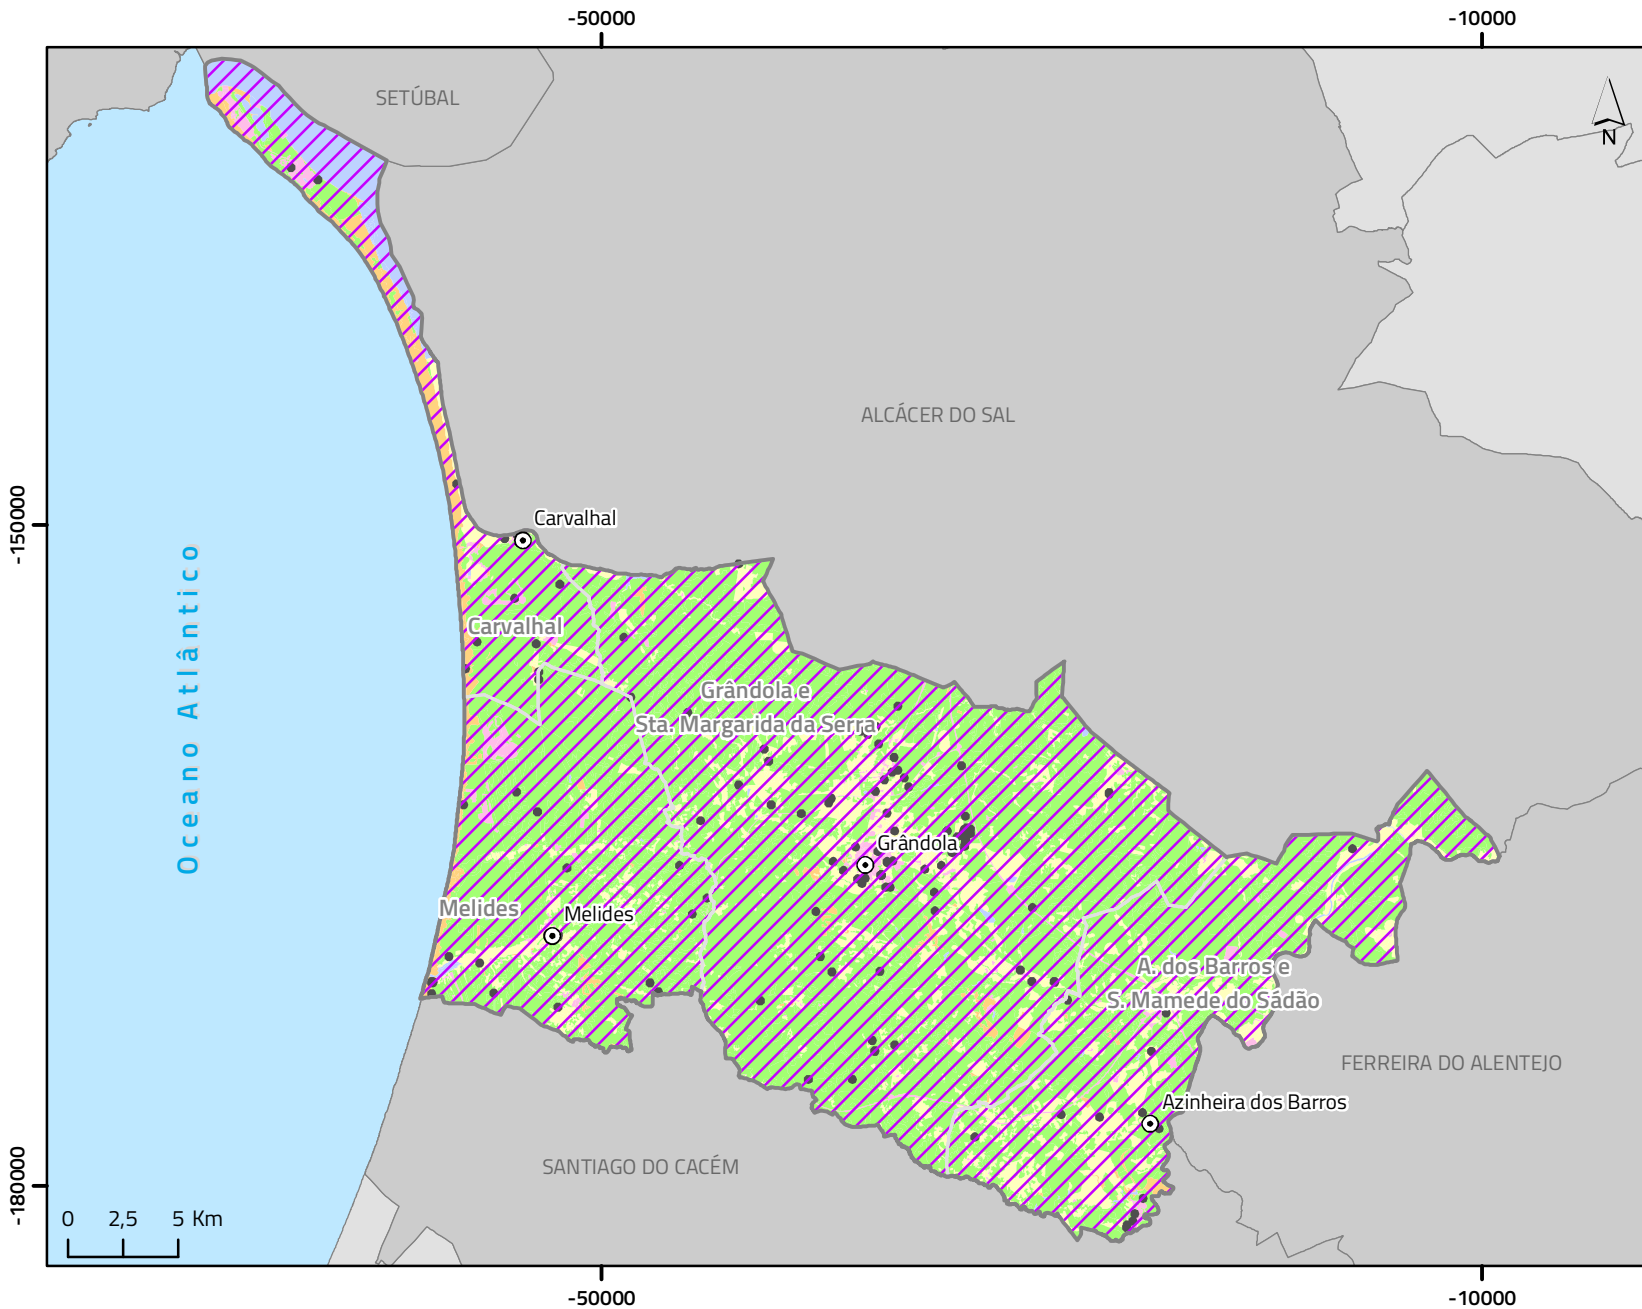 -50000
-10000
SETÚBAL
N
ALCÁCER DO SAL
-150000
Carvalhal
Oceano Atlântico
Carvalhal
Grândola e
Sta. Margarida da Serra
Grândola
Melides
Melides
A. dos Barros e
S. Mamede do Sádão
FERREIRA DO ALENTEJO
Azinheira dos Barros
SANTIAGO DO CACÉM
-180000
0 2,5 5 Km
-50000
-10000